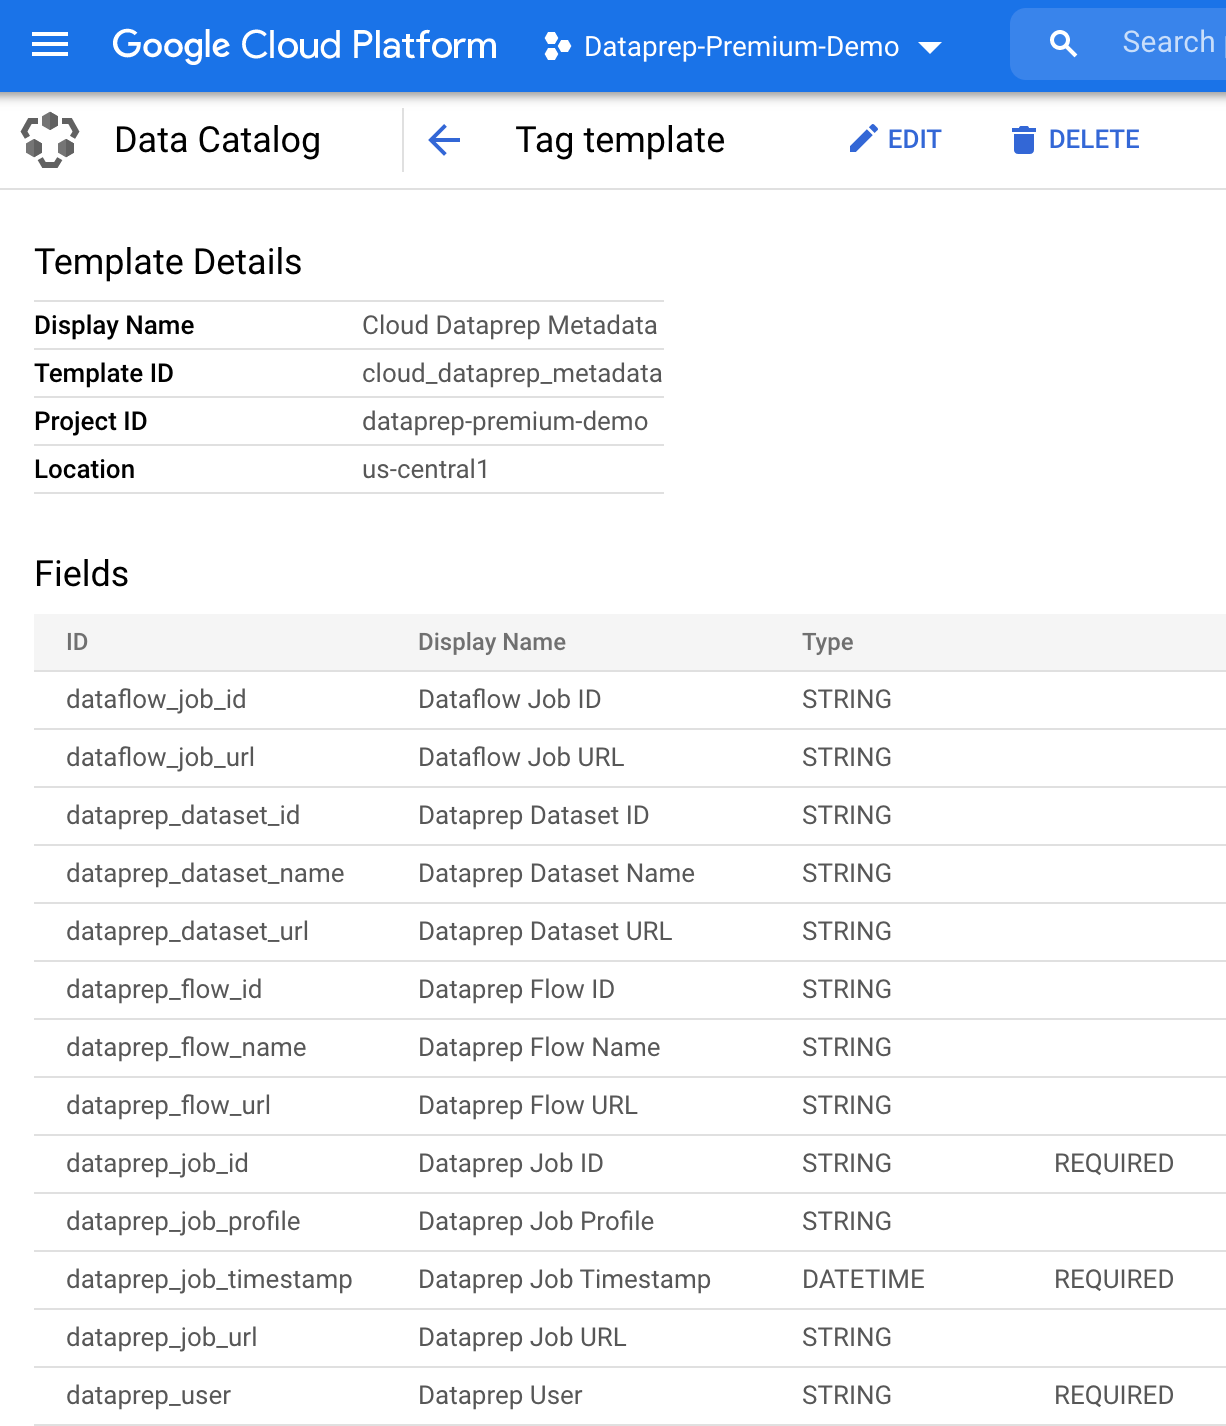 Google Cloud Platform Dataprep-Premium-Demo Search
Data Catalog Tag template EDIT DELETE
Template Details
Display Name Cloud Dataprep Metadata
Template ID cloud_dataprep_metadata
Project ID dataprep-premium-demo
Location us-central1
Fields
ID Display Name Type
dataflow_job_id Dataflow Job ID STRING
dataflow_job_url Dataflow Job URL STRING
dataprep_dataset_id Dataprep Dataset ID STRING
dataprep_dataset_name Dataprep Dataset Name STRING
dataprep_dataset_url Dataprep Dataset URL STRING
dataprep_flow_id Dataprep Flow ID STRING
dataprep_flow_name Dataprep Flow Name STRING
dataprep_flow_url Dataprep Flow URL STRING
dataprep_job_id Dataprep Job ID STRING REQUIRED
dataprep_job_profile Dataprep Job Profile STRING
dataprep_job_timestamp Dataprep Job Timestamp DATETIME REQUIRED
dataprep_job_url Dataprep Job URL STRING
dataprep_user Dataprep User STRING REQUIRED